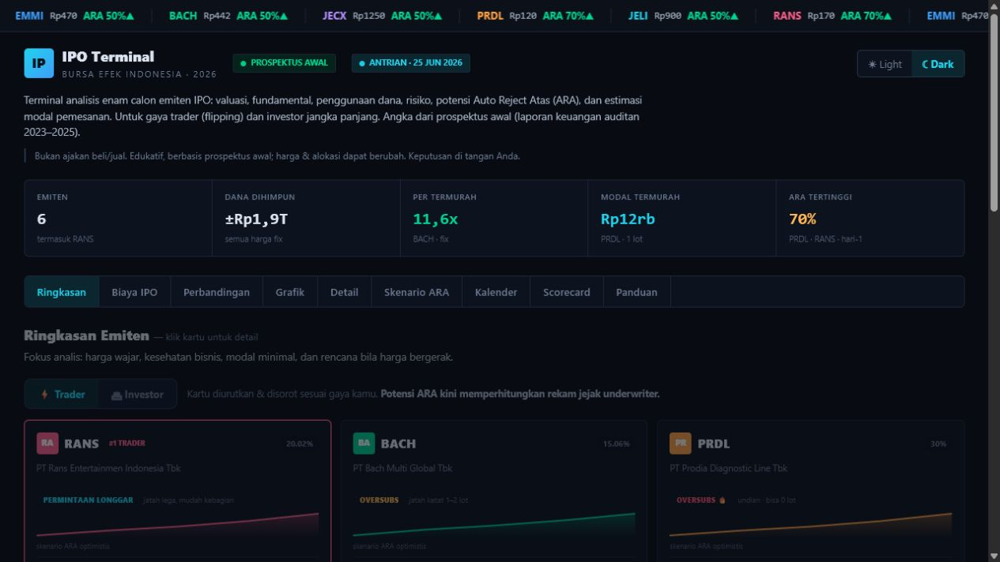 EMMI Rp470 ARA 50%▲ BACH Rp442 ARA 50%▲ JECX Rp1250 ARA 50%▲ PRDL Rp120 ARA 70%▲ JELI Rp900 ARA 50%▲ RANS Rp170 ARA 70%▲ EMMI Rp470
IP IPO Terminal
BURSA EFEK INDONESIA · 2026
● PROSPEKTUS AWAL
● ANTRIAN · 25 JUN 2026
☀ Light
☾ Dark
Terminal analisis enam calon emiten IPO: valuasi, fundamental, penggunaan dana, risiko, potensi Auto Reject Atas (ARA), dan estimasi
modal pemesanan. Untuk gaya trader (flipping) dan investor jangka panjang. Angka dari prospektus awal (laporan keuangan auditan
2023–2025).
Bukan ajakan beli/jual. Edukatif, berbasis prospektus awal; harga & alokasi dapat berubah. Keputusan di tangan Anda.
EMITEN
6
termasuk RANS
DANA DIHIMPUN
±Rp1,9T
semua harga fix
PER TERMURAH
11,6x
BACH · fix
MODAL TERMURAH
Rp12rb
PRDL · 1 lot
ARA TERTINGGI
70%
PRDL · RANS · hari-1
Ringkasan Biaya IPO Perbandingan Grafik Detail Skenario ARA Kalender Scorecard Panduan
Ringkasan Emiten — klik kartu untuk detail
Fokus analis: harga wajar, kesehatan bisnis, modal minimal, dan rencana bila harga bergerak.
Trader Investor Kartu diurutkan & disorot sesuai gaya kamu. Potensi ARA kini memperhitungkan rekam jejak underwriter.
RA RANS #1 TRADER 20.02%
PT Rans Entertainmen Indonesia Tbk
PERMINTAAN LONGGAR jatah lega, mudah kebagian
skenario ARA optimistis
BA BACH 15.06%
PT Bach Multi Global Tbk
OVERSUBS jatah ketat 1–2 lot
skenario ARA optimistis
PR PRDL 30%
PT Prodia Diagnostic Line Tbk
OVERSUBS undian · bisa 0 lot
skenario ARA optimistis